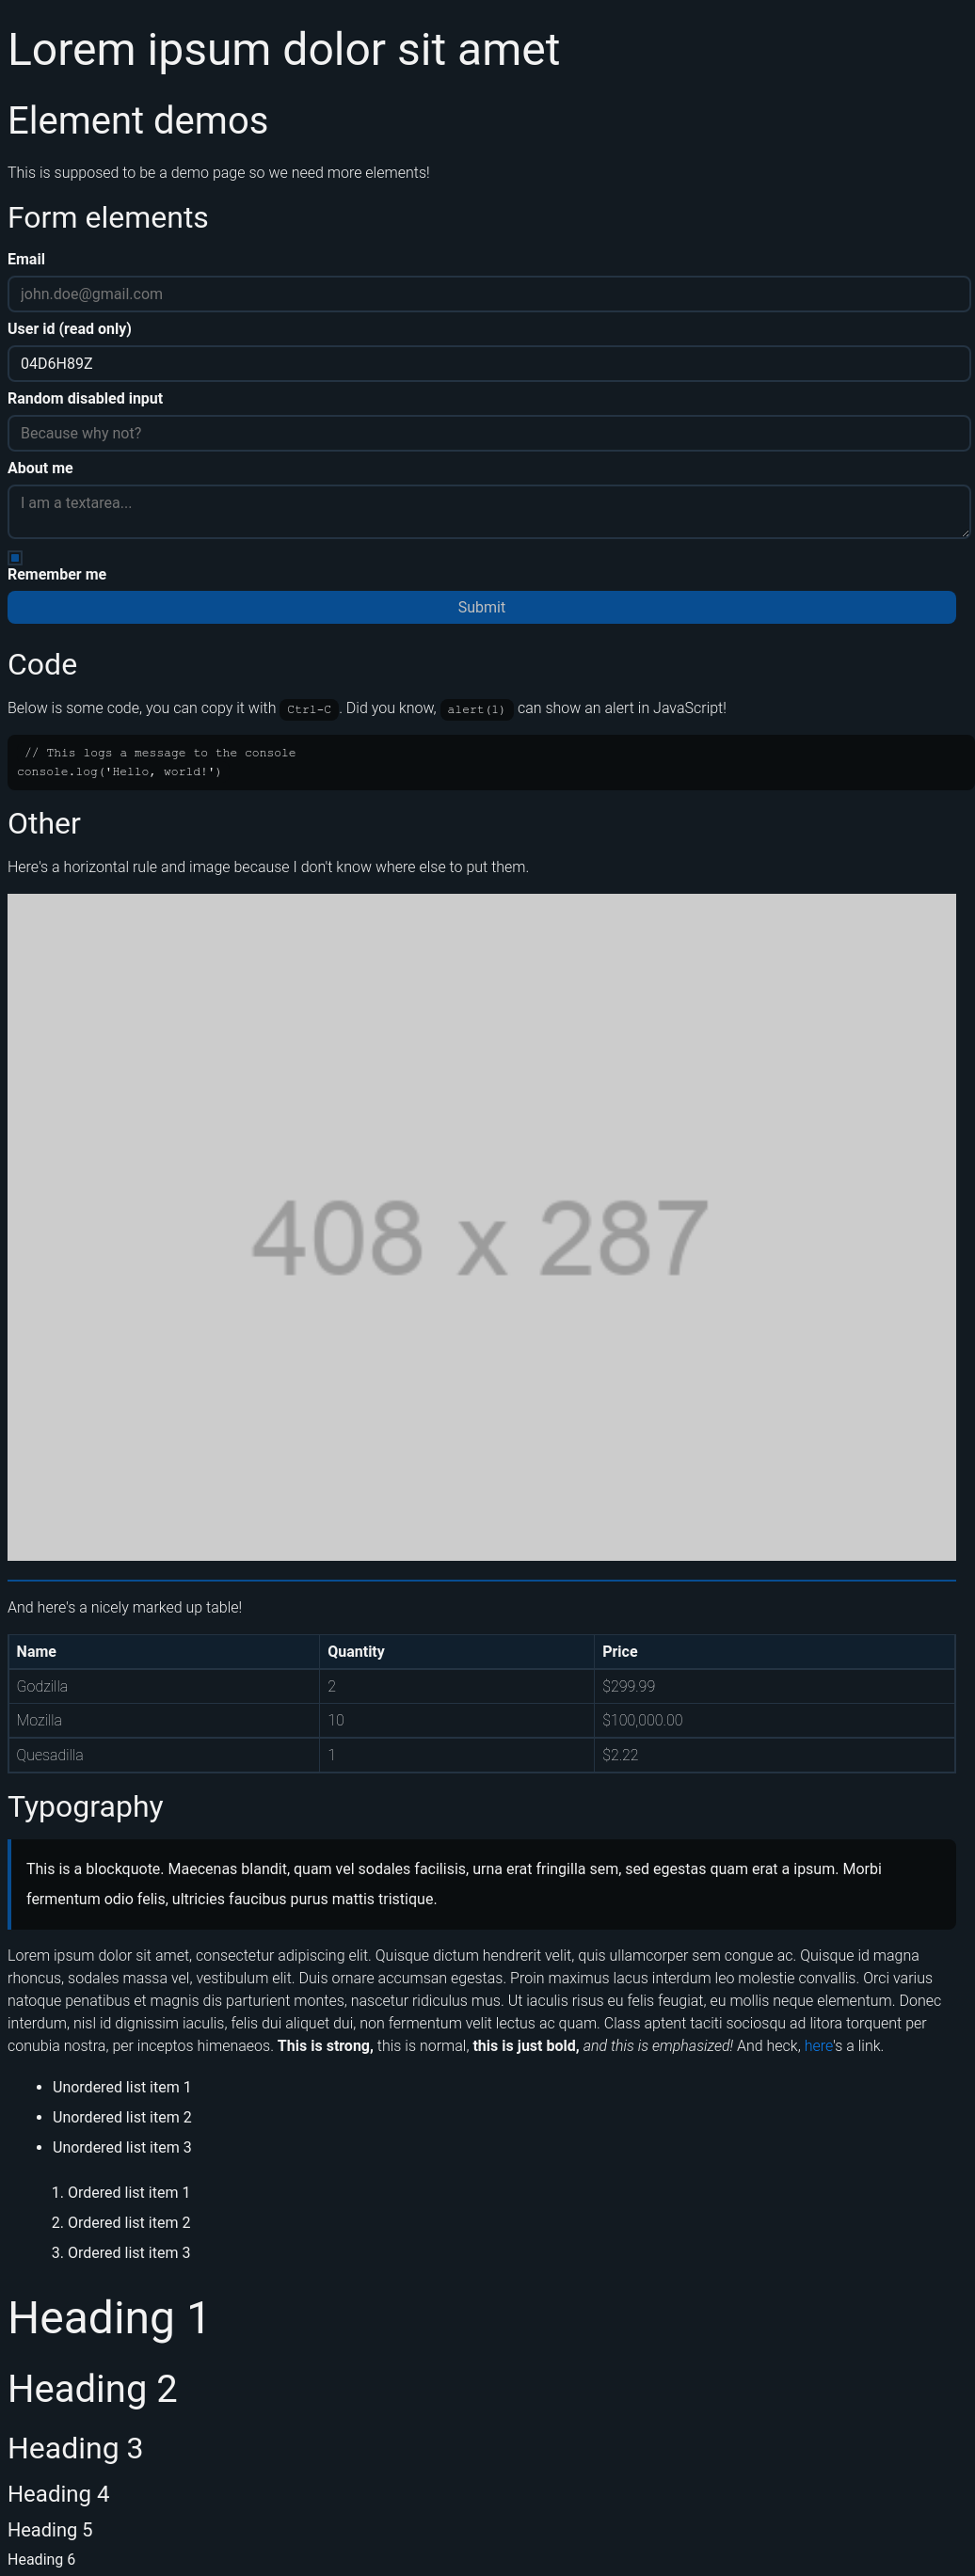 Lorem ipsum dolor sit amet
Element demos
This is supposed to be a demo page so we need more elements!
Form elements
Email
john.doe@gmail.com
User id (read only)
04D6H89Z
Random disabled input
Because why not?
About me
I am a textarea...
Remember me
Submit
Code
Below is some code, you can copy it with Ctrl-C. Did you know, alert(1) can show an alert in JavaScript!
// This logs a message to the console
console.log('Hello, world!')
Other
Here's a horizontal rule and image because I don't know where else to put them.
408 x 287
And here's a nicely marked up table!
Name Quantity Price
Godzilla 2 $299.99
Mozilla 10 $100,000.00
Quesadilla 1 $2.22
Typography
This is a blockquote. Maecenas blandit, quam vel sodales facilisis, urna erat fringilla sem, sed egestas quam erat a ipsum. Morbi
fermentum odio felis, ultricies faucibus purus mattis tristique.
Lorem ipsum dolor sit amet, consectetur adipiscing elit. Quisque dictum hendrerit velit, quis ullamcorper sem congue ac. Quisque id magna
rhoncus, sodales massa vel, vestibulum elit. Duis ornare accumsan egestas. Proin maximus lacus interdum leo molestie convallis. Orci varius
natoque penatibus et magnis dis parturient montes, nascetur ridiculus mus. Ut iaculis risus eu felis feugiat, eu mollis neque elementum. Donec
interdum, nisl id dignissim iaculis, felis dui aliquet dui, non fermentum velit lectus ac quam. Class aptent taciti sociosqu ad litora torquent per
conubia nostra, per inceptos himenaeos. This is strong, this is normal, this is just bold, and this is emphasized! And heck, here's a link.
• Unordered list item 1
• Unordered list item 2
• Unordered list item 3
1. Ordered list item 1
2. Ordered list item 2
3. Ordered list item 3
Heading 1
Heading 2
Heading 3
Heading 4
Heading 5
Heading 6